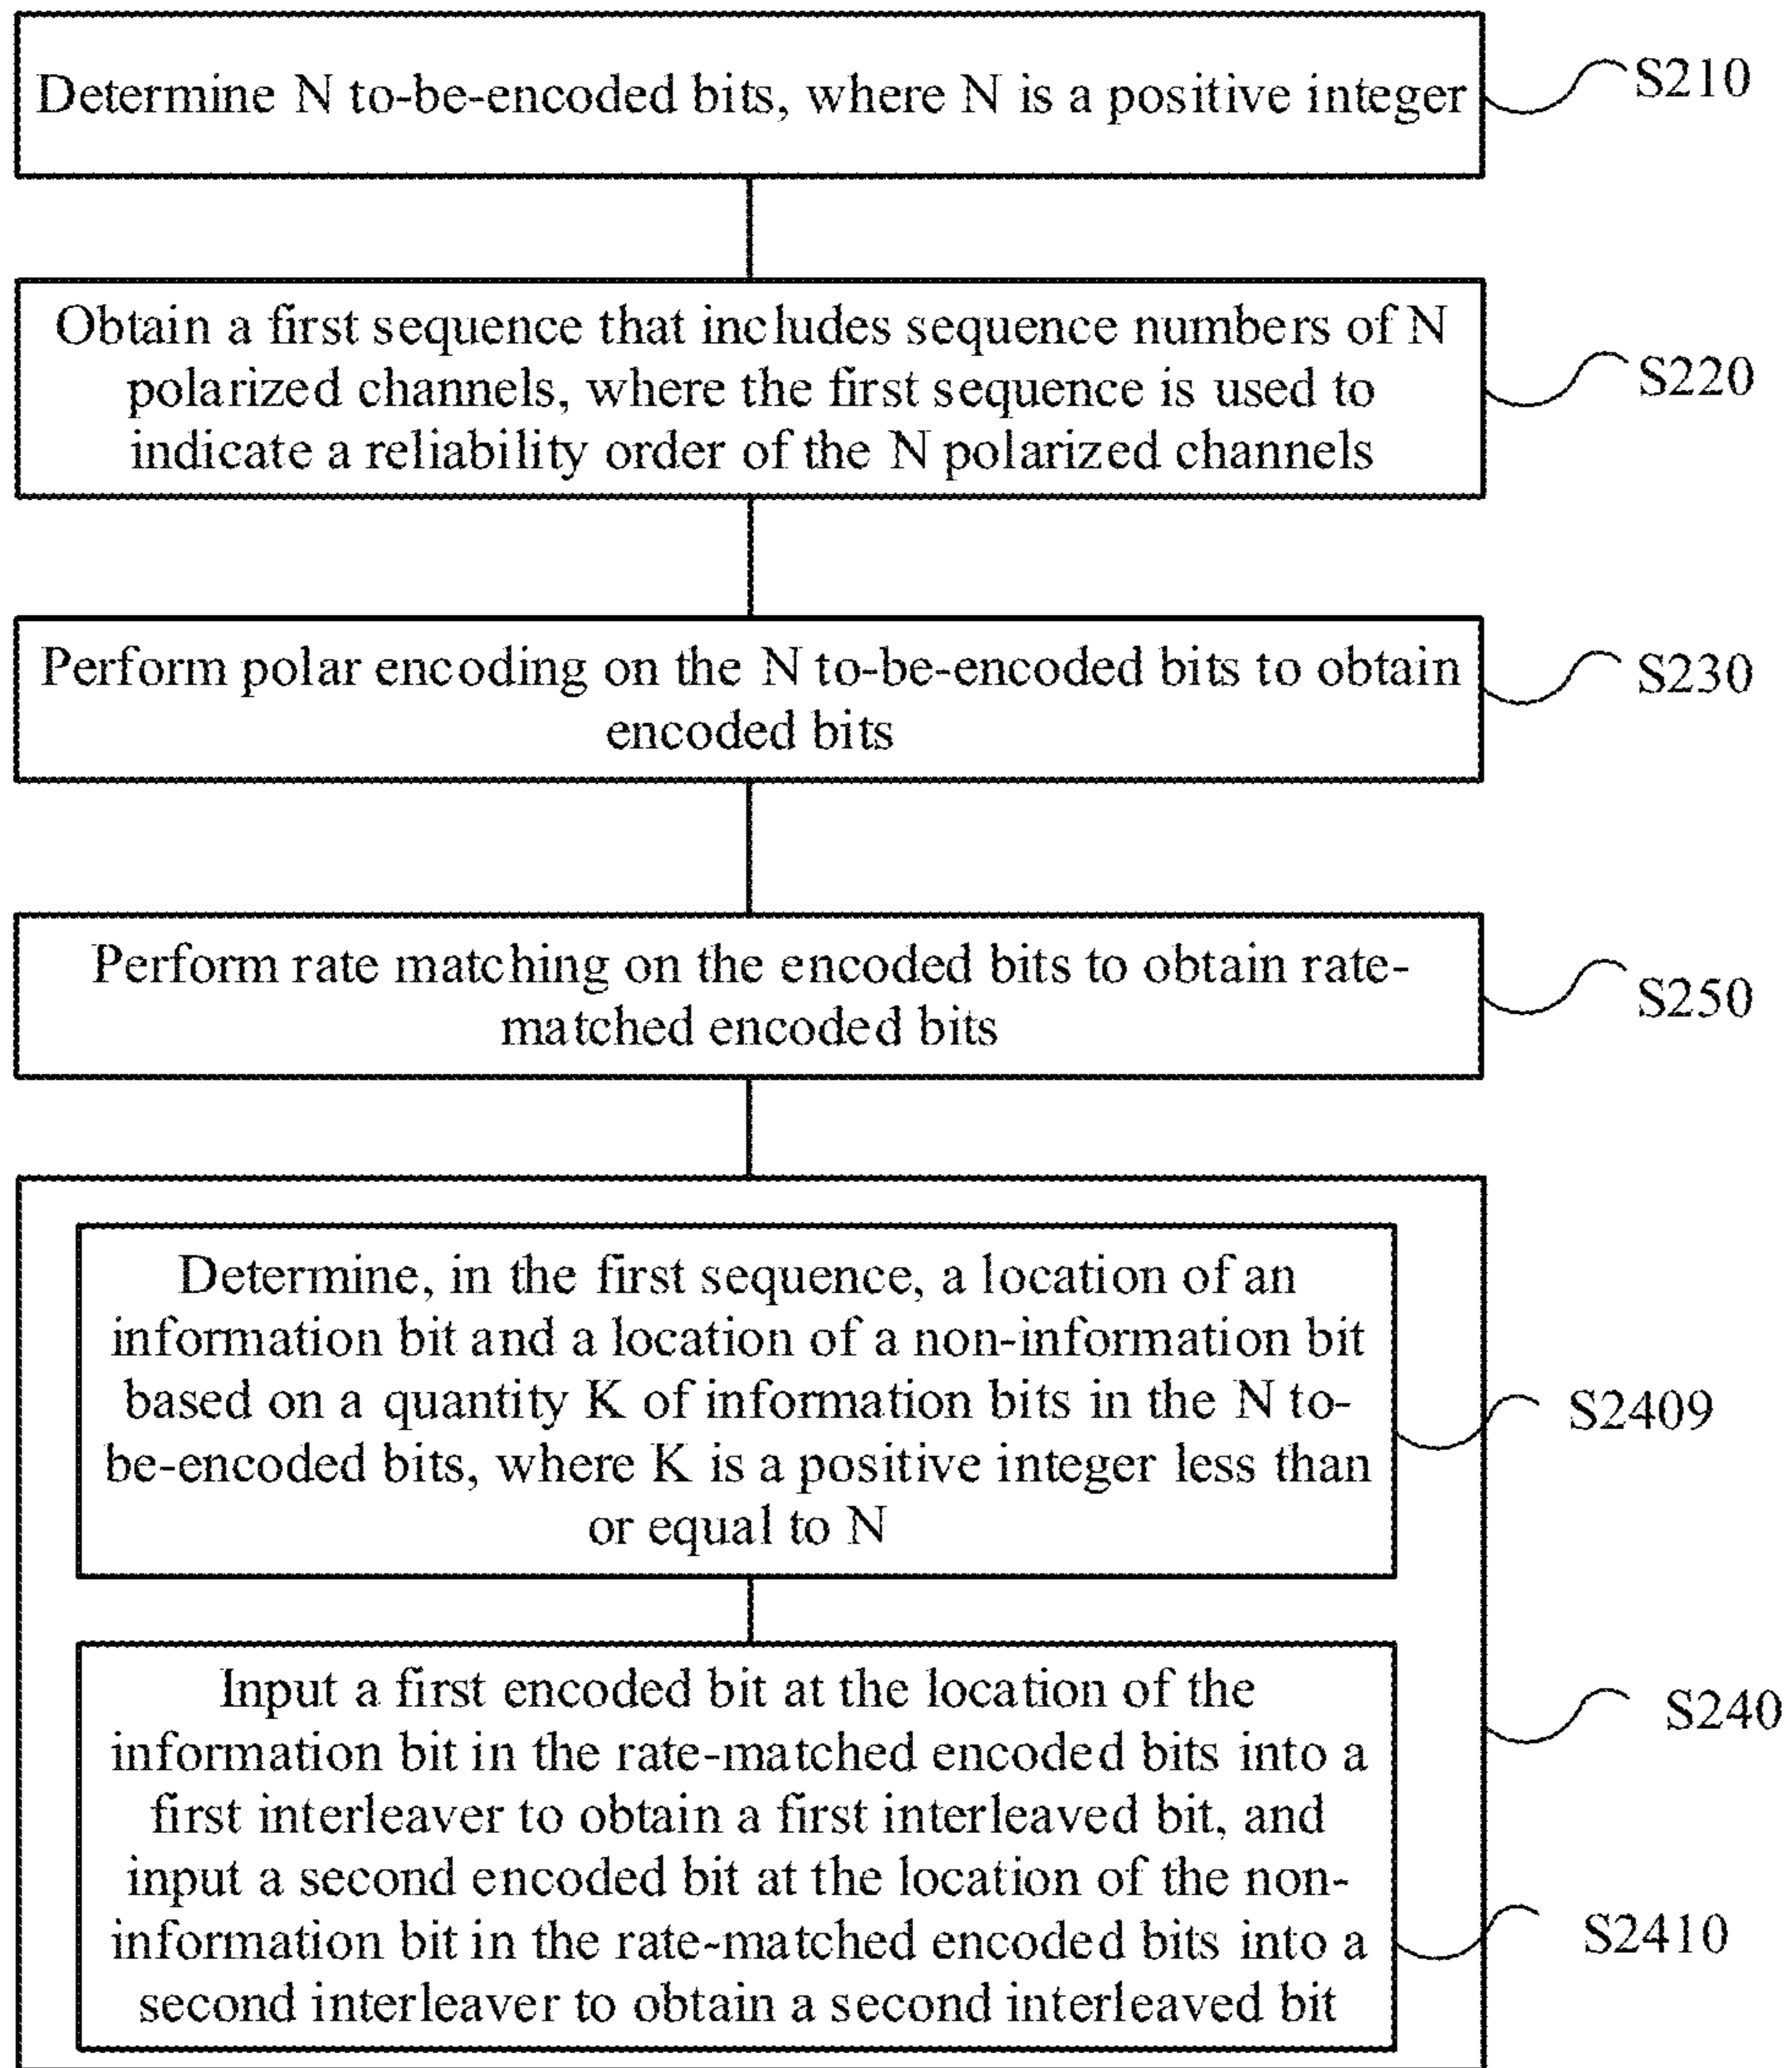 Determine N to-be-encoded bits, where N is a positive integer
S210
Obtain a first sequence that includes sequence numbers of N
polarized channels, where the first sequence is used to
indicate a reliability order of the N polarized channels
S220
Perform polar encoding on the N to-be-encoded bits to obtain
encoded bits
S230
Perform rate matching on the encoded bits to obtain rate-
matched encoded bits
S250
Determine, in the first sequence, a location of an
information bit and a location of a non-information bit
based on a quantity K of information bits in the N to-
be-encoded bits, where K is a positive integer less than
or equal to N
S2409
Input a first encoded bit at the location of the
information bit in the rate-matched encoded bits into a
first interleaver to obtain a first interleaved bit, and
input a second encoded bit at the location of the non-
information bit in the rate-matched encoded bits into a
second interleaver to obtain a second interleaved bit
S240
S2410